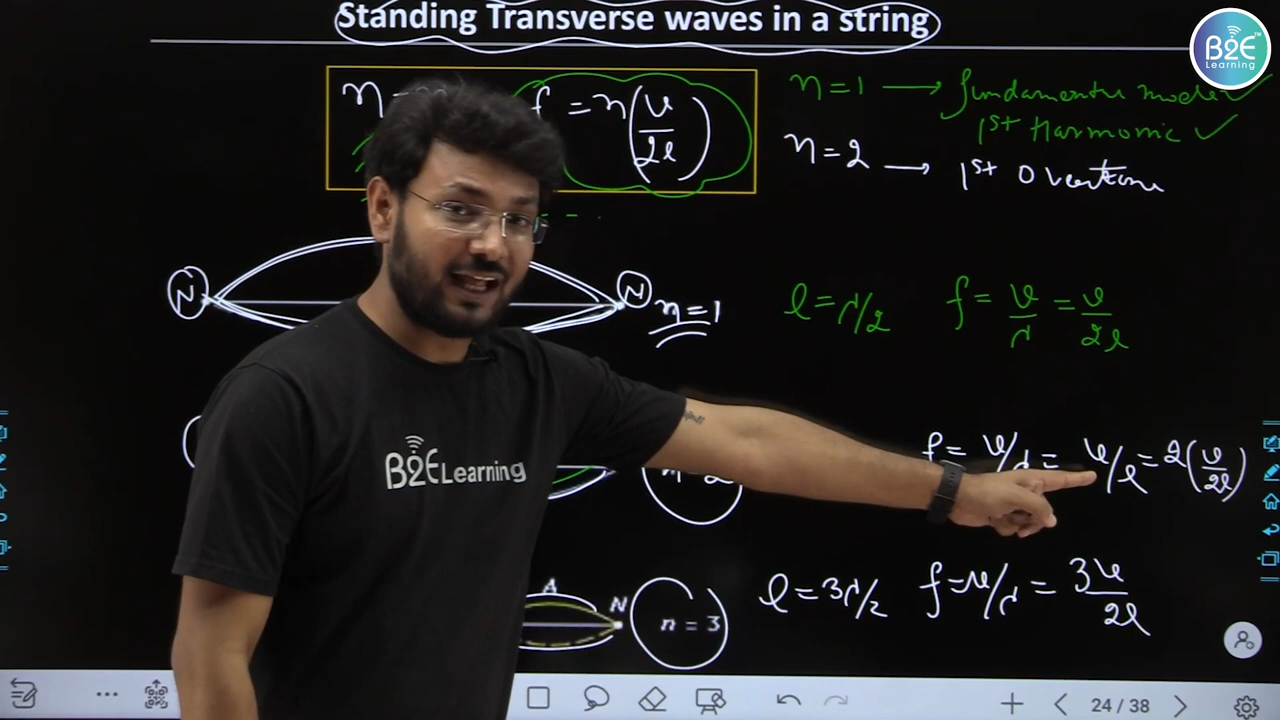 Standing Transverse waves in a string
B2E
Learning
TM
f = n(v/2l)
n=1 → fundamental mode ✓
1st Harmonic ✓
n=2 → 1st Overtone
N
N
n=1
l=λ/2 f = v/λ = v/2l
f = v/λ = v/l = 2(v/2l)
B2E Learning
A
N
n = 3
l = 3λ/2 f=v/λ = 3v/2l
24 / 38